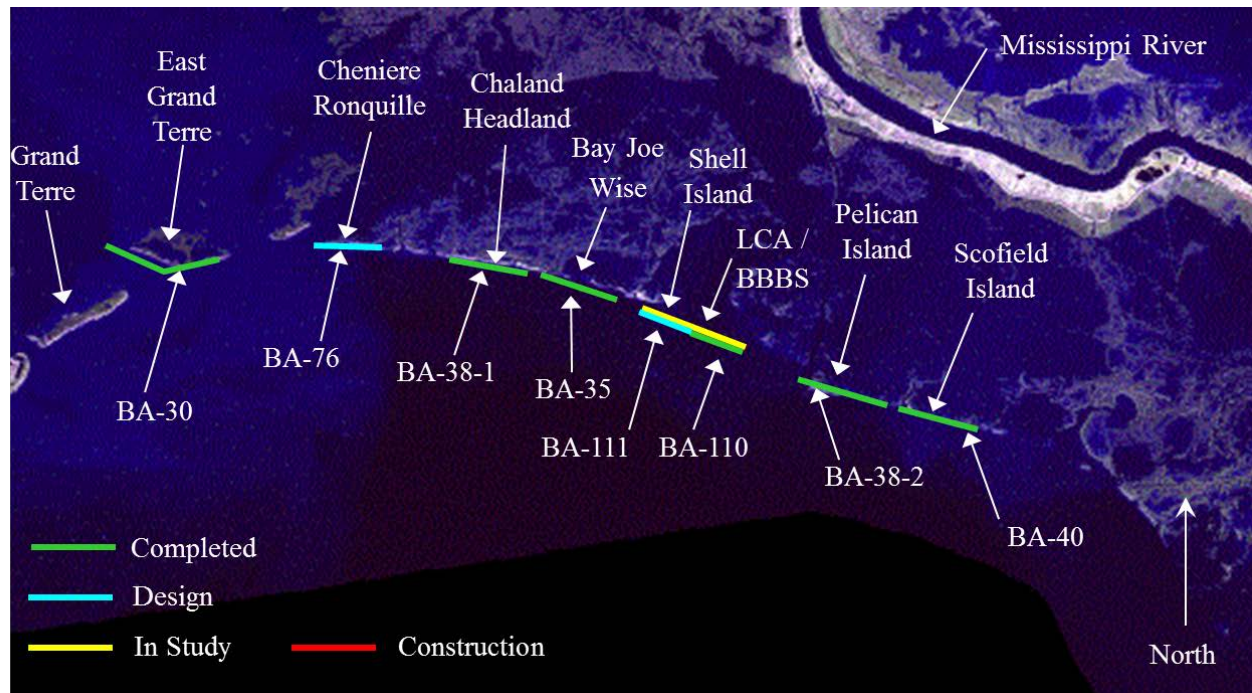 Mississippi River
East
Grand
Terre
Cheniere
Ronquille
Chaland
Headland
Bay Joe
Wise
Shell
Island
Grand
Terre
LCA /
BBBS
Pelican
Island
Scofield
Island
BA-30
BA-76
BA-38-1
BA-35
BA-111
BA-110
BA-38-2
BA-40
Completed
Design
In Study
Construction
North